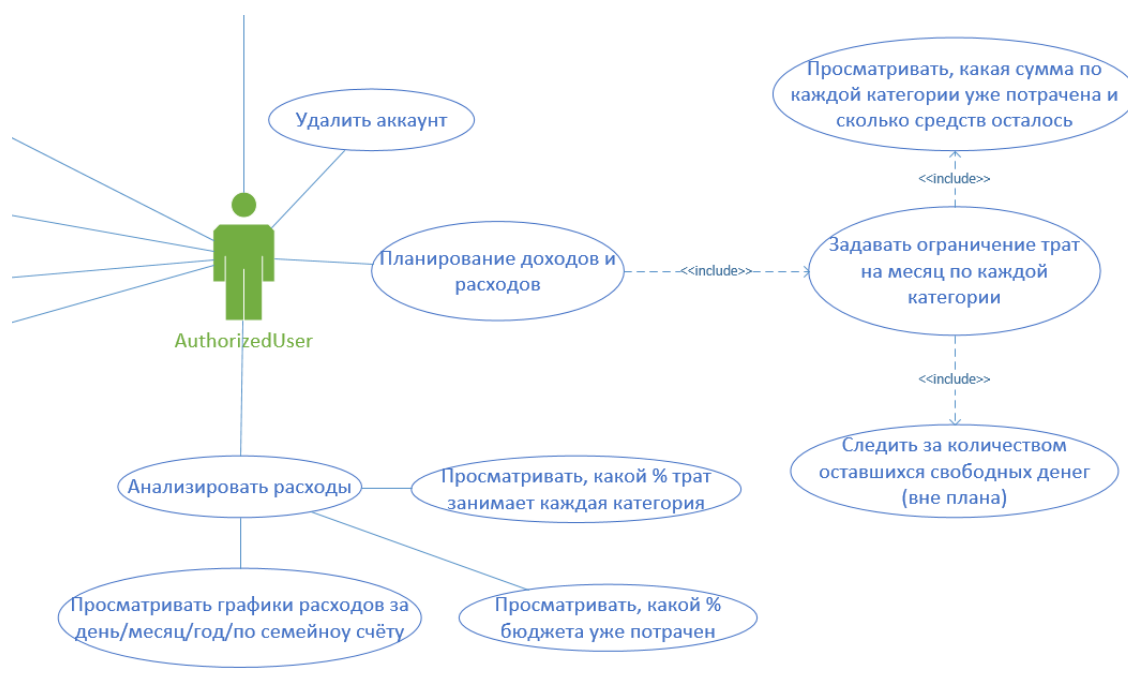 Просматривать, какая сумма по
каждой категории уже потрачена и
сколько средств осталось
Удалить аккаунт
<<include>>
Планирование доходов и
расходов
<<include>>
Задавать ограничение трат
на месяц по каждой
категории
AuthorizedUser
<<include>>
Следить за количеством
оставшихся свободных денег
(вне плана)
Анализировать расходы
Просматривать, какой % трат
занимает каждая категория
Просматривать графики расходов за
день/месяц/год/по семейноу счёту
Просматривать, какой %
бюджета уже потрачен